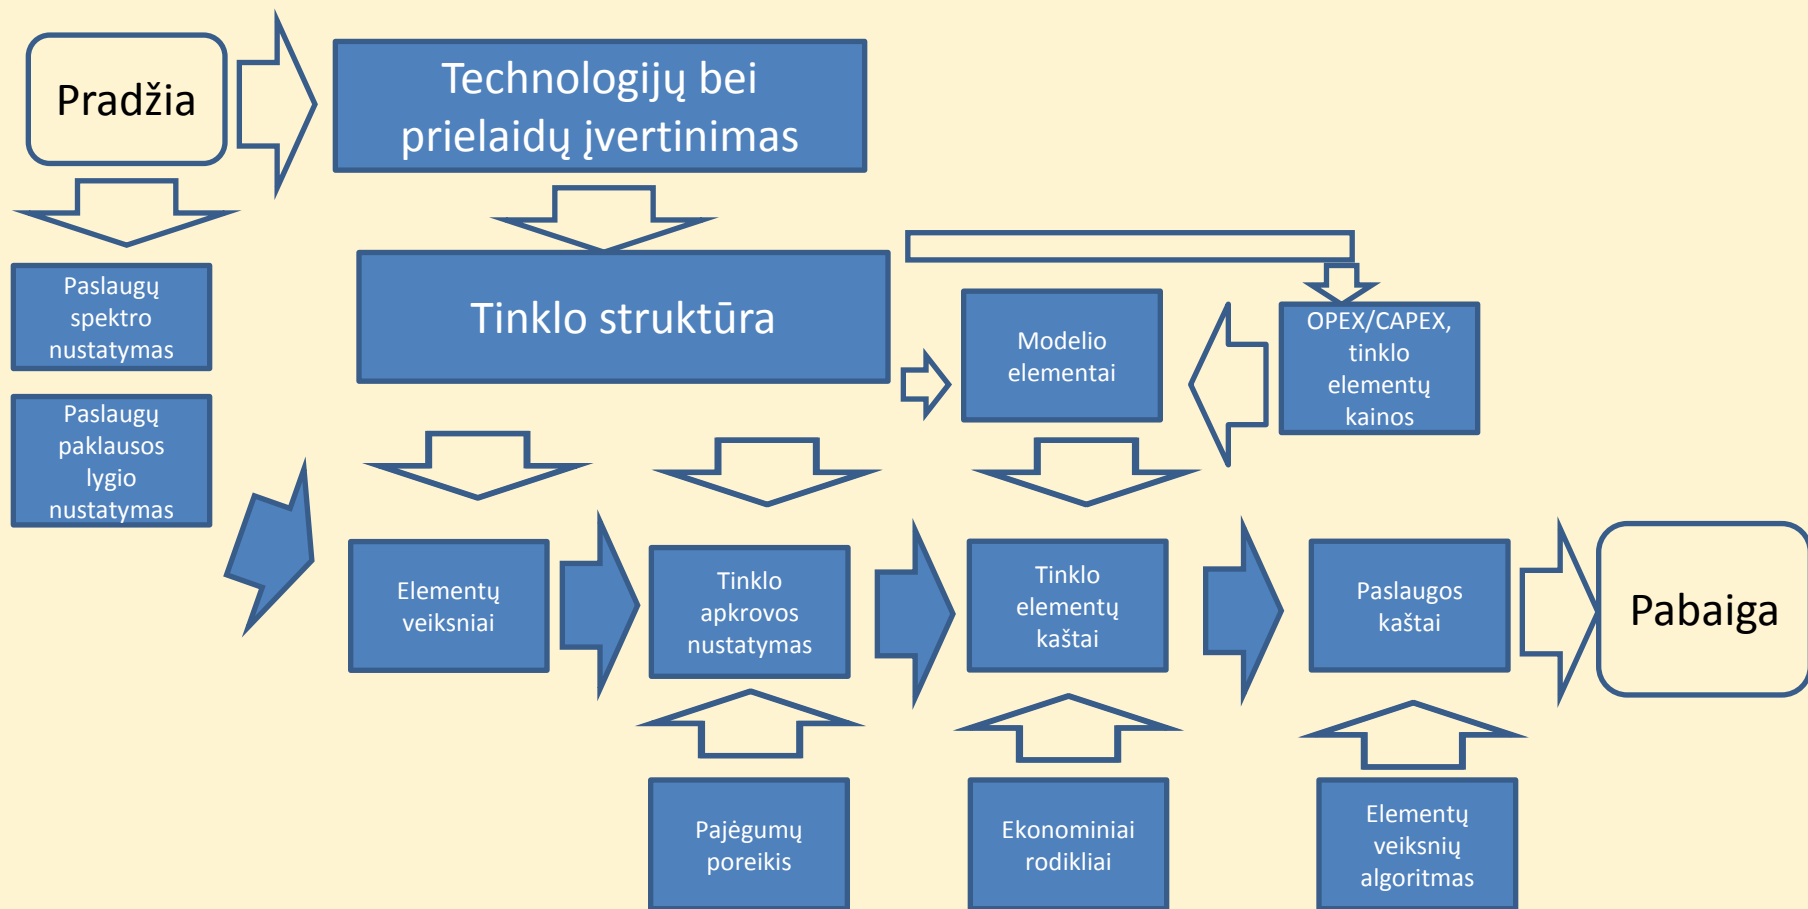 Pradžia
Technologijų bei
prielaidų įvertinimas
Paslaugų
spektro
nustatymas
Tinklo struktūra
Modelio
elementai
OPEX/CAPEX,
tinklo
elementų
kainos
Paslaugų
paklausos
lygio
nustatymas
Elementų
veiksniai
Tinklo
apkrovos
nustatymas
Tinklo
elementų
kaštai
Paslaugos
kaštai
Pabaiga
Pajėgumų
poreikis
Ekonominiai
rodikliai
Elementų
veiksnių
algoritmas